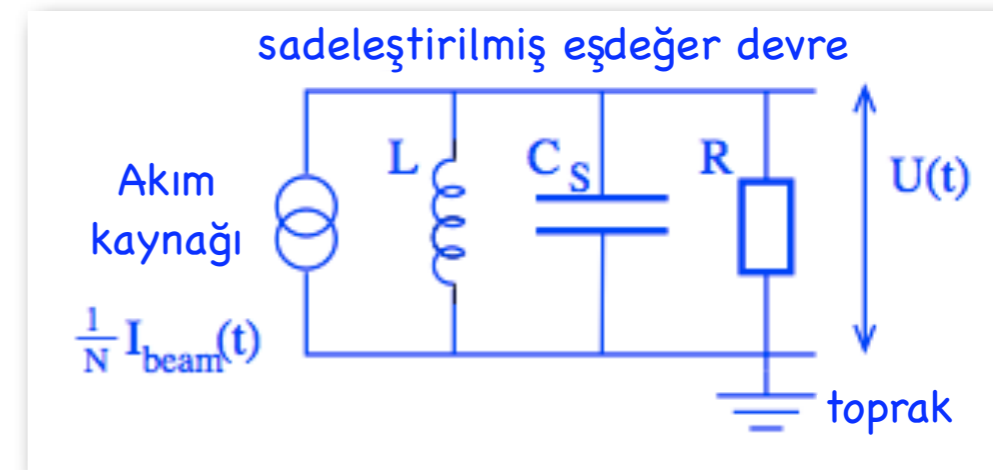 sadeleştirilmiş eşdeğer devre
Akım
kaynağı
1/N I_beam(t)
L
C_S
R
U(t)
toprak